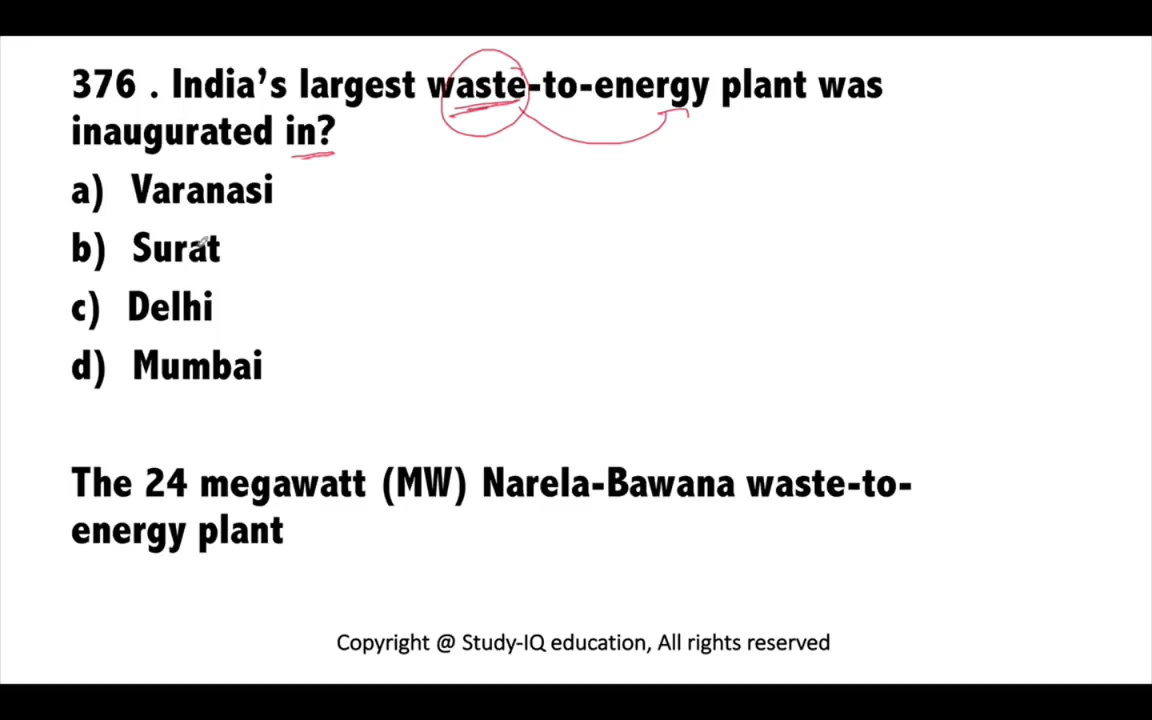 376 . India's largest waste-to-energy plant was
inaugurated in?
a) Varanasi
b) Surat
c) Delhi
d) Mumbai
The 24 megawatt (MW) Narela-Bawana waste-to-
energy plant
Copyright @ Study-IQ education, All rights reserved